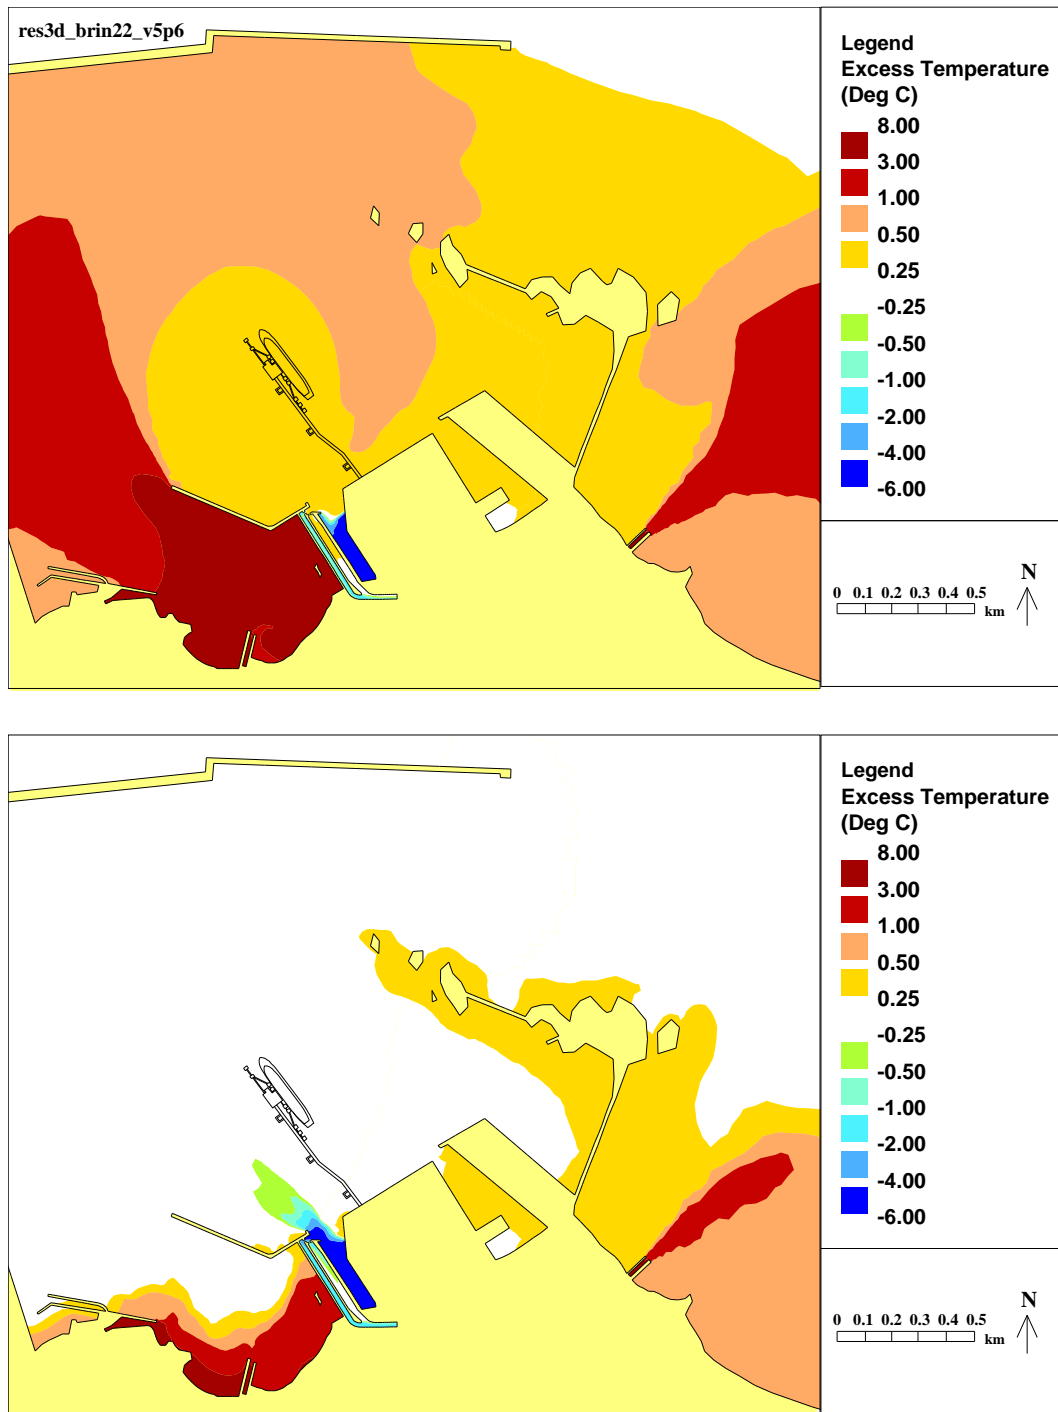 res3d_brin22_v5p6
Legend
Excess Temperature
(Deg C)
8.00
3.00
1.00
0.50
0.25
-0.25
-0.50
-1.00
-2.00
-4.00
-6.00
N
0 0.1 0.2 0.3 0.4 0.5
km
Legend
Excess Temperature
(Deg C)
8.00
3.00
1.00
0.50
0.25
-0.25
-0.50
-1.00
-2.00
-4.00
-6.00
N
0 0.1 0.2 0.3 0.4 0.5
km